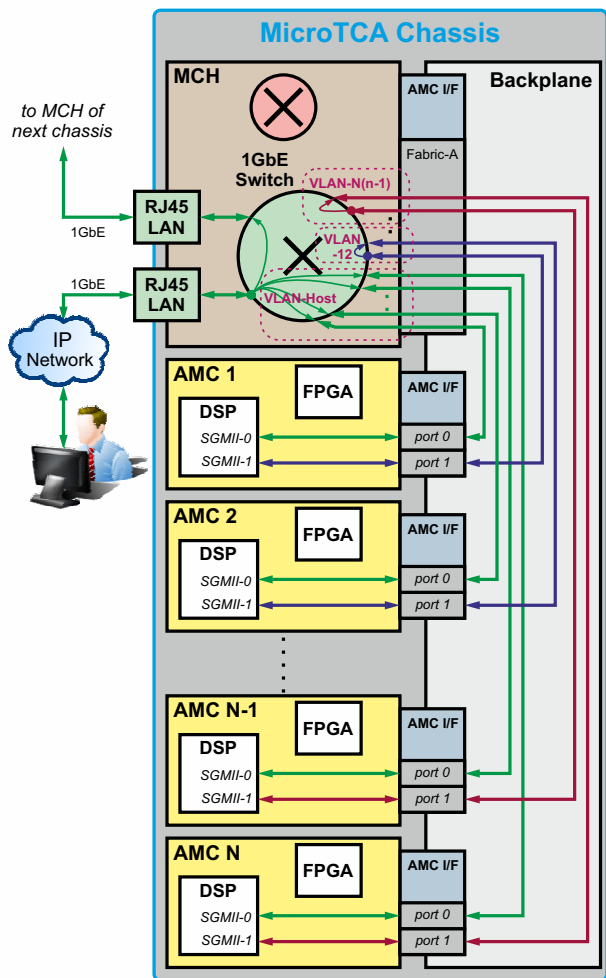 MicroTCA Chassis
MCH
Backplane
AMC I/F
to MCH of
next chassis
Fabric-A
1GbE
Switch
VLAN-N(n-1)
RJ45
LAN
1GbE
VLAN
-12
1GbE
RJ45
LAN
VLAN-Host
IP
Network
AMC 1
FPGA
AMC I/F
DSP
SGMII-0
port 0
SGMII-1
port 1
AMC 2
FPGA
AMC I/F
DSP
SGMII-0
port 0
SGMII-1
port 1
AMC N-1
FPGA
AMC I/F
DSP
SGMII-0
port 0
SGMII-1
port 1
AMC N
FPGA
AMC I/F
DSP
SGMII-0
port 0
SGMII-1
port 1